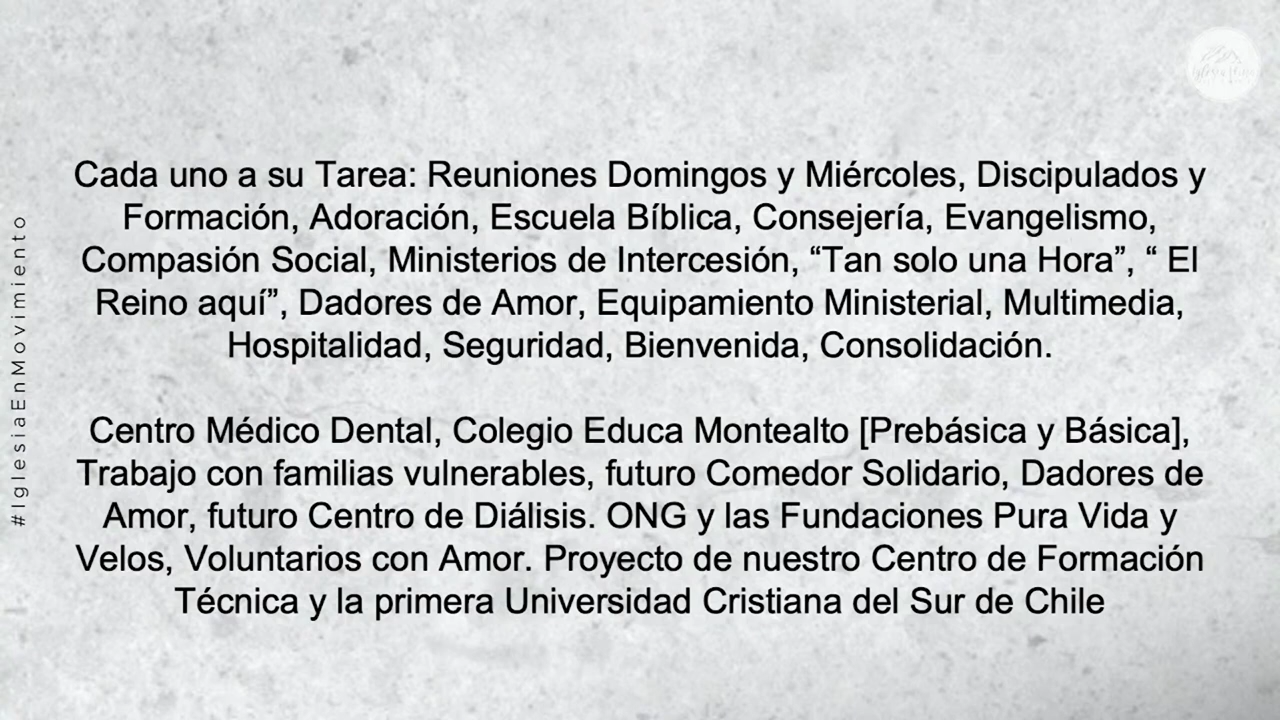 Cada uno a su Tarea: Reuniones Domingos y Miércoles, Discipulados y
Formación, Adoración, Escuela Bíblica, Consejería, Evangelismo,
Compasión Social, Ministerios de Intercesión, “Tan solo una Hora”, “ El
Reino aquí”, Dadores de Amor, Equipamiento Ministerial, Multimedia,
Hospitalidad, Seguridad, Bienvenida, Consolidación.
Centro Médico Dental, Colegio Educa Montealto [Prebásica y Básica],
Trabajo con familias vulnerables, futuro Comedor Solidario, Dadores de
Amor, futuro Centro de Diálisis. ONG y las Fundaciones Pura Vida y
Velos, Voluntarios con Amor. Proyecto de nuestro Centro de Formación
Técnica y la primera Universidad Cristiana del Sur de Chile
#IglesiaEnMovimiento